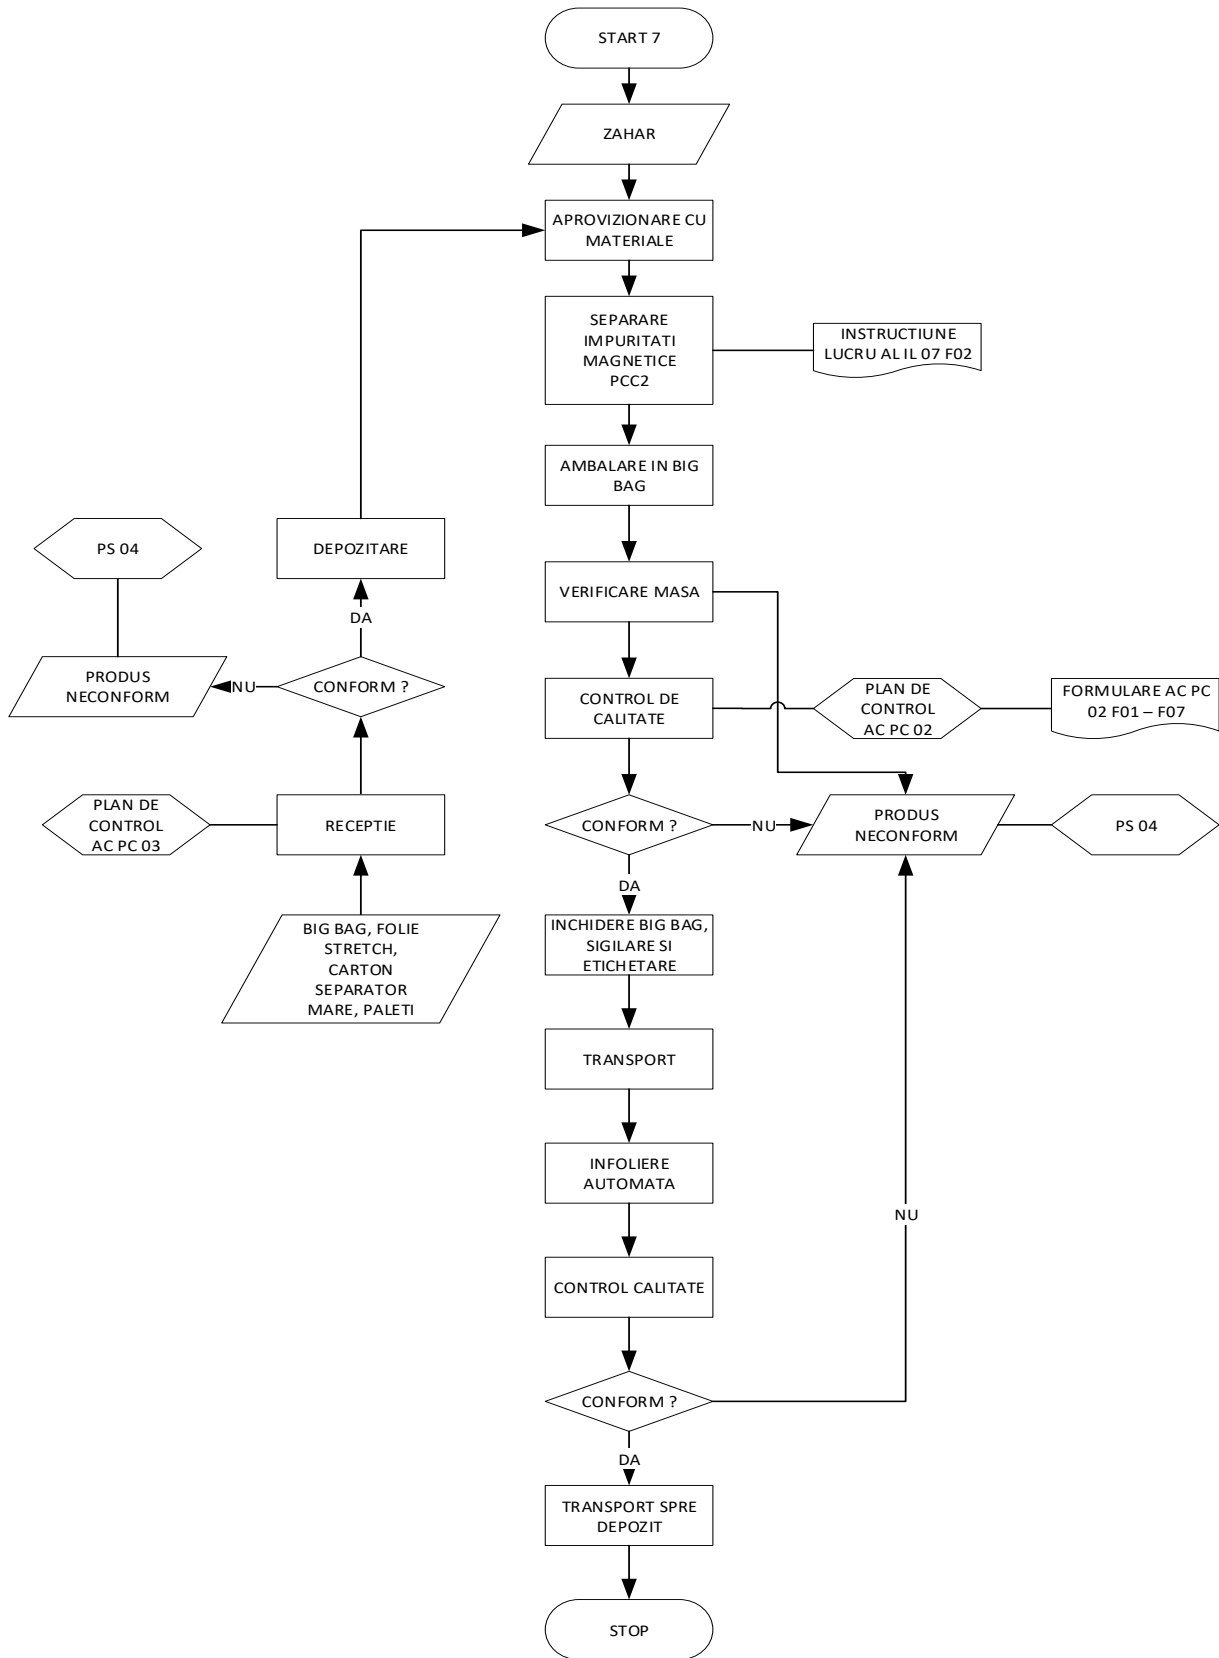 START 7
ZAHAR
APROVIZIONARE CU
MATERIALE
SEPARARE
IMPURITATI
MAGNETICE
PCC2
INSTRUCTIUNE
LUCRU AL IL 07 F02
AMBALARE IN BIG
BAG
PS 04
DEPOZITARE
VERIFICARE MASA
DA
PRODUS
NECONFORM
NU
CONFORM ?
CONTROL DE
CALITATE
PLAN DE
CONTROL
AC PC 02
FORMULARE AC PC
02 F01 – F07
PLAN DE
CONTROL
AC PC 03
RECEPTIE
CONFORM ?
NU
PRODUS
NECONFORM
PS 04
DA
BIG BAG, FOLIE
STRETCH,
CARTON
SEPARATOR
MARE, PALETI
INCHIDERE BIG BAG,
SIGILARE SI
ETICHETARE
TRANSPORT
INFOLIERE
AUTOMATA
NU
CONTROL CALITATE
CONFORM ?
DA
TRANSPORT SPRE
DEPOZIT
STOP